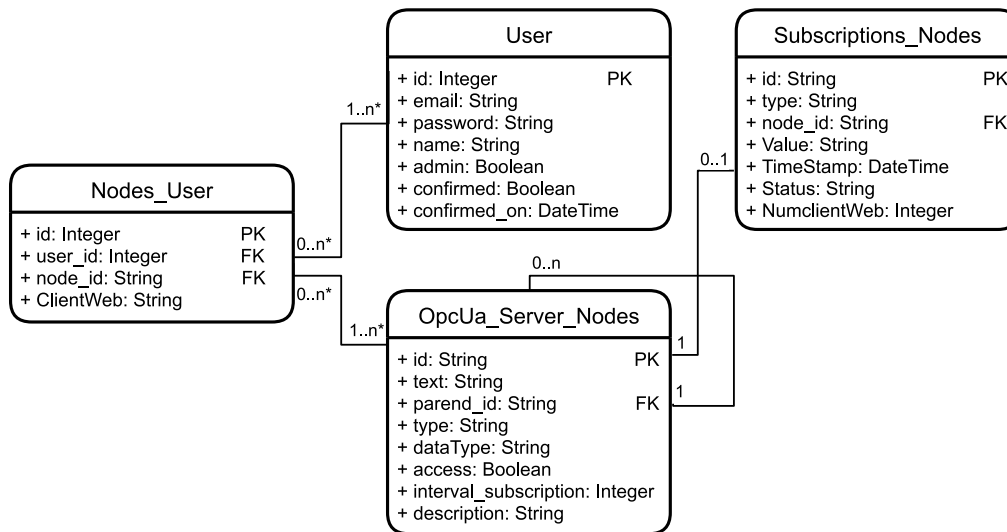 User
+ id: Integer PK
+ email: String
+ password: String
+ name: String
+ admin: Boolean
+ confirmed: Boolean
+ confirmed_on: DateTime
Subscriptions_Nodes
+ id: String PK
+ type: String
+ node_id: String FK
+ Value: String
+ TimeStamp: DateTime
+ Status: String
+ NumclientWeb: Integer
Nodes_User
+ id: Integer PK
+ user_id: Integer FK
+ node_id: String FK
+ ClientWeb: String
OpcUa_Server_Nodes
+ id: String PK
+ text: String
+ parend_id: String FK
+ type: String
+ dataType: String
+ access: Boolean
+ interval_subscription: Integer
+ description: String
1..n*
0..n*
0..n*
1..n*
0..1
1
0..n
1